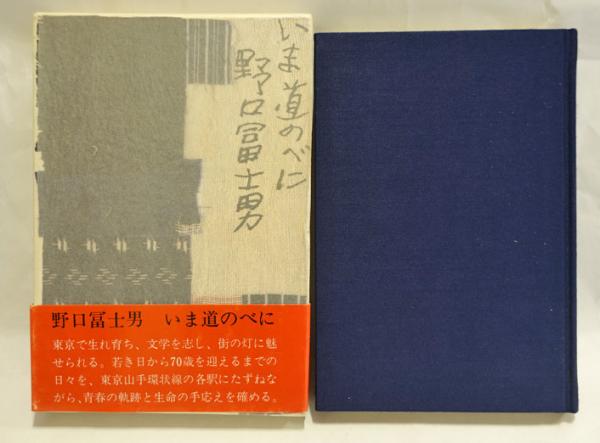 いま道のべに
野口冨士男
野口冨士男 いま道のべに
東京で生れ育ち、文学を志し、街の灯に魅
せられる。若き日から70歳を迎えるまでの
日々を、東京山手環状線の各駅にたずねな
がら、青春の軌跡と生命の手応えを確める。